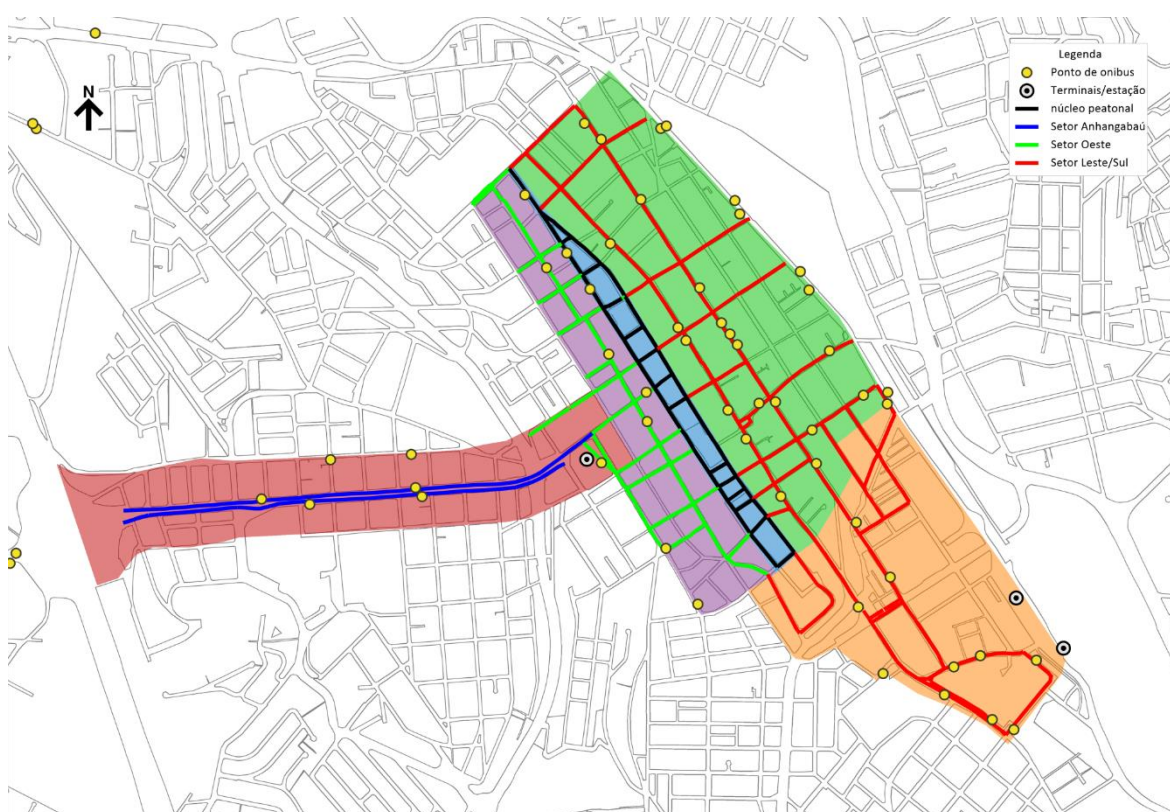 N
Legenda
Ponto de onibus
Terminais/estação
núcleo peatonal
Setor Anhangabaú
Setor Oeste
Setor Leste/Sul